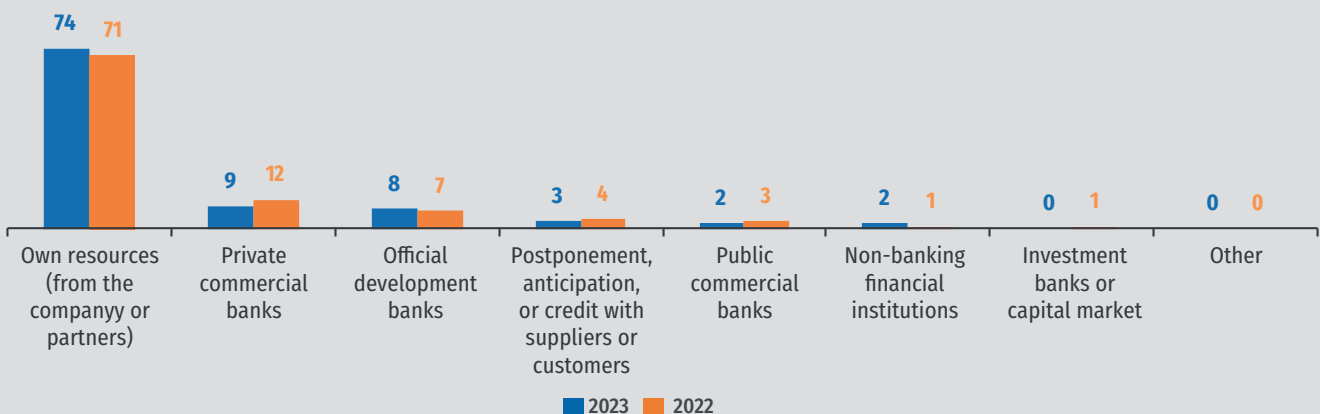 74 71
9 12
8 7
3 4
2 3
2 1
0 1
0 0
Own resources
(from the
companyy or
partners)
Private
commercial
banks
Official
development
banks
Postponement,
anticipation,
or credit with
suppliers or
customers
Public
commercial
banks
Non-banking
financial
institutions
Investment
banks or
capital market
Other
2023 2022